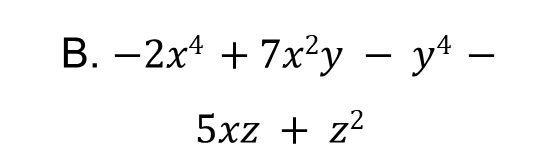 B. −2x⁴ + 7x²y − y⁴ −
5xz + z²